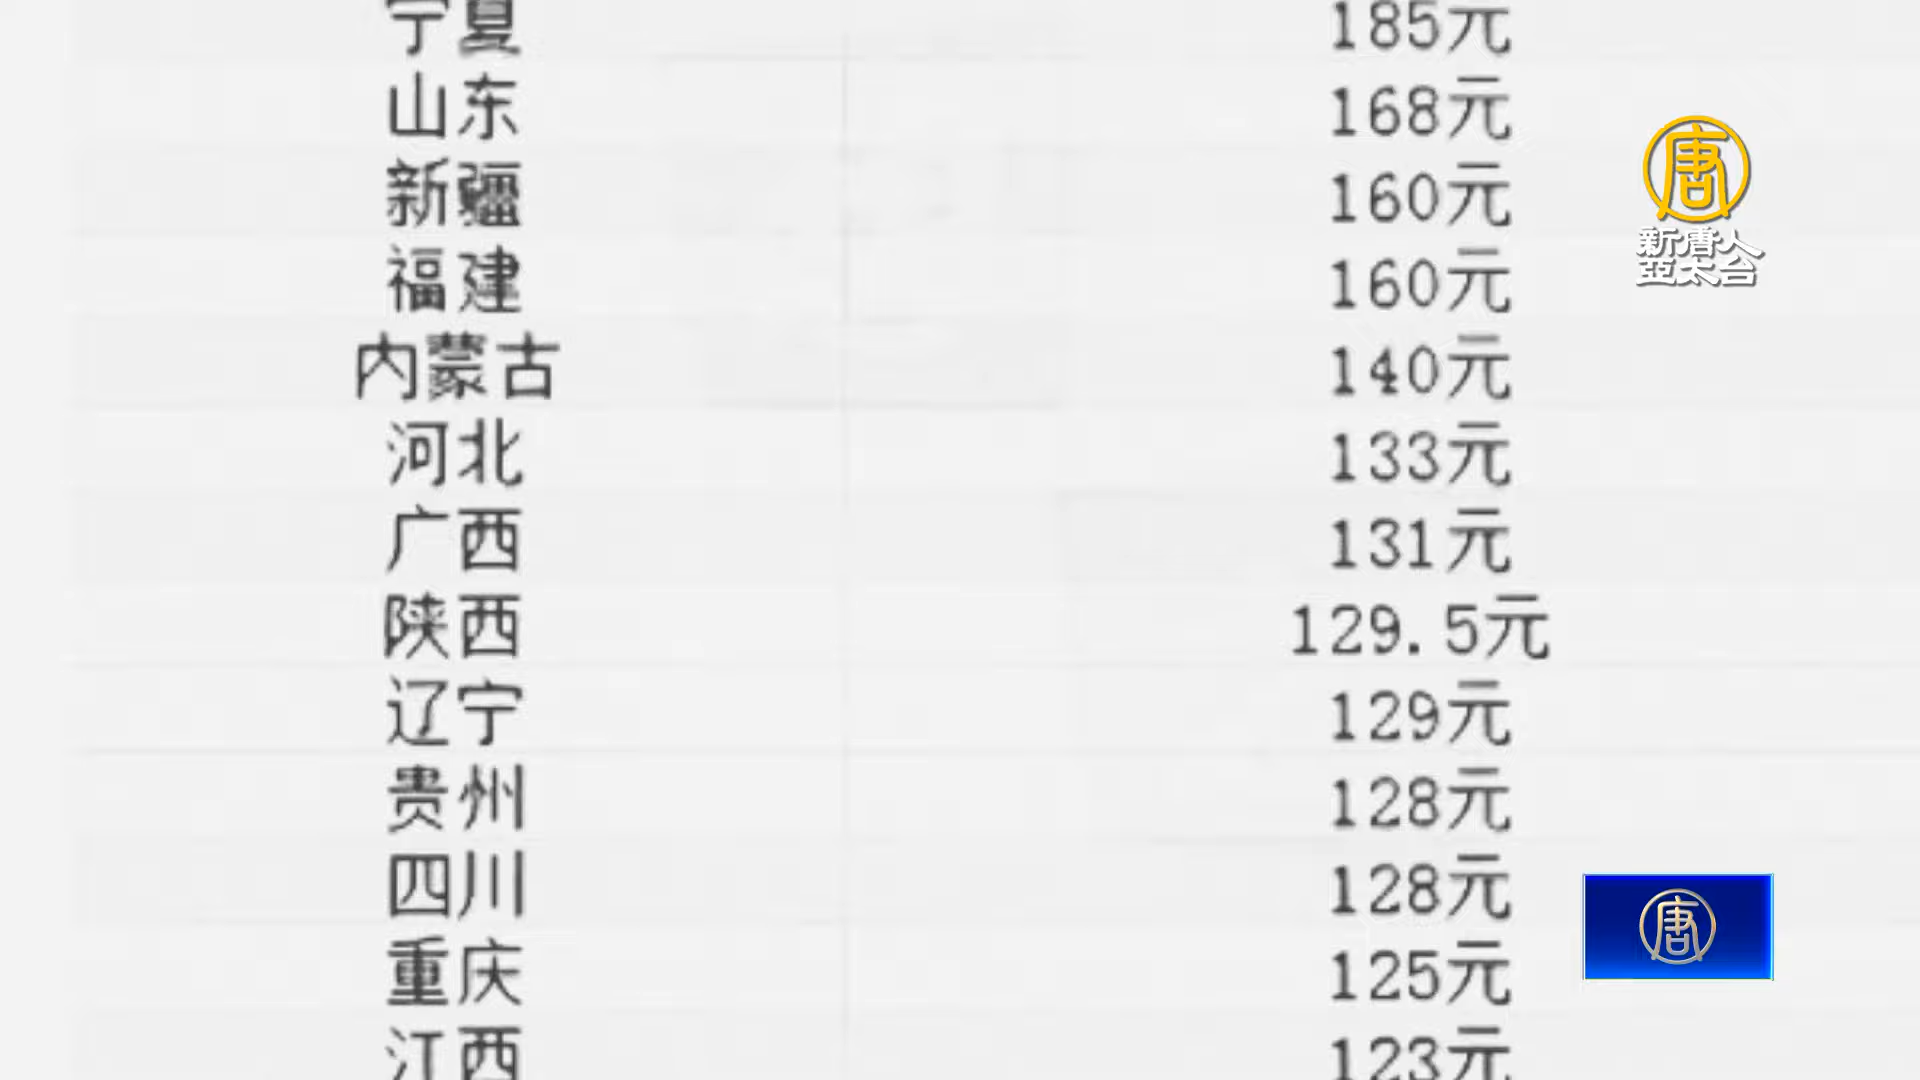 宁夏 185元
山东 168元
新疆 160元
福建 160元
内蒙古 140元
河北 133元
广西 131元
陕西 129.5元
辽宁 129元
贵州 128元
四川 128元
重庆 125元
江西 123元
唐
新唐人
亞太台
唐